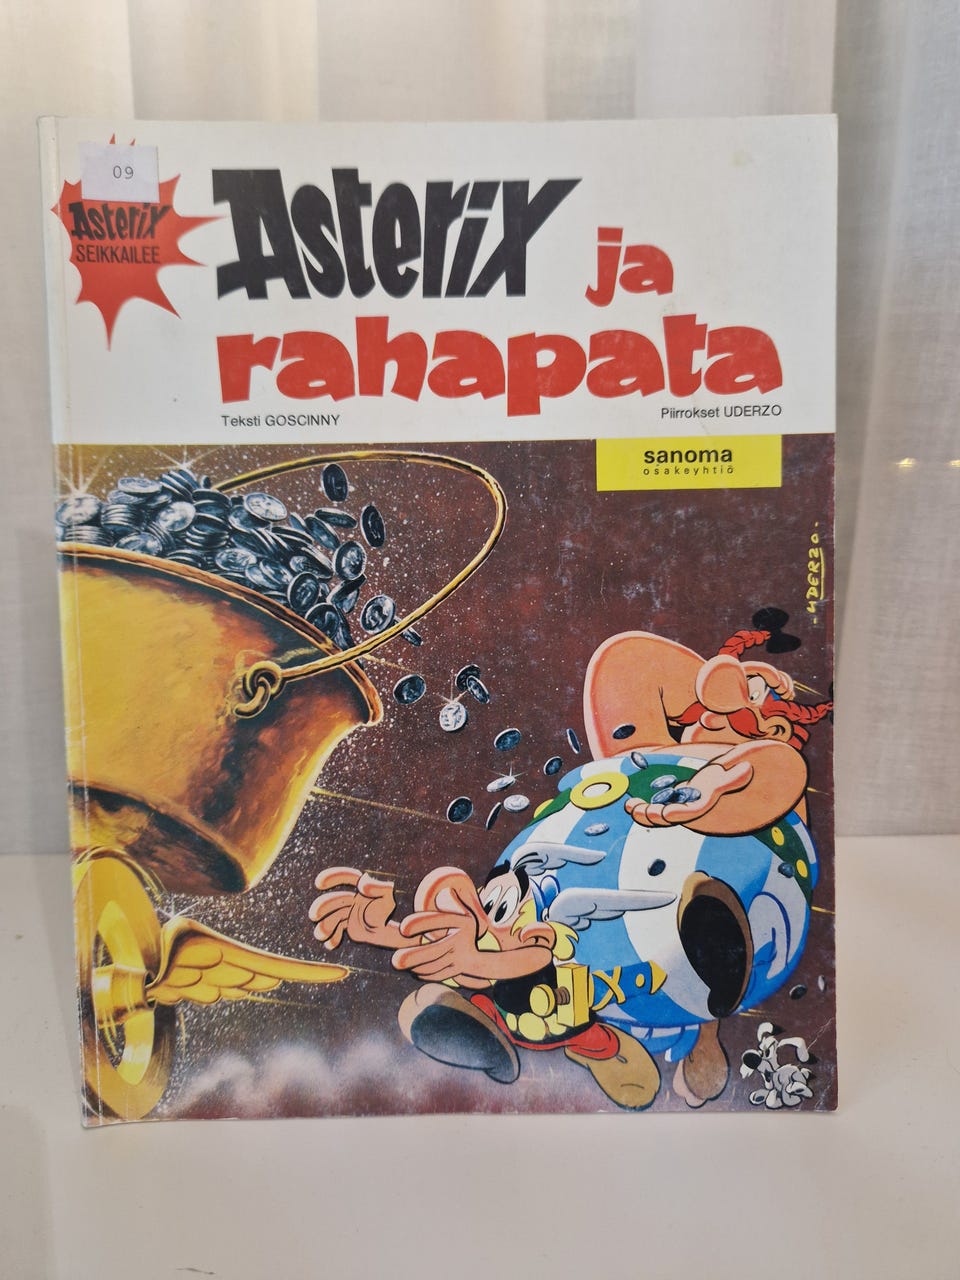 09
Asterix
SEIKKAILEE
Asterix ja
rahapata
Teksti GOSCINNY
Piirrokset UDERZO
sanoma
osakeyhtiö
-UDERZO-